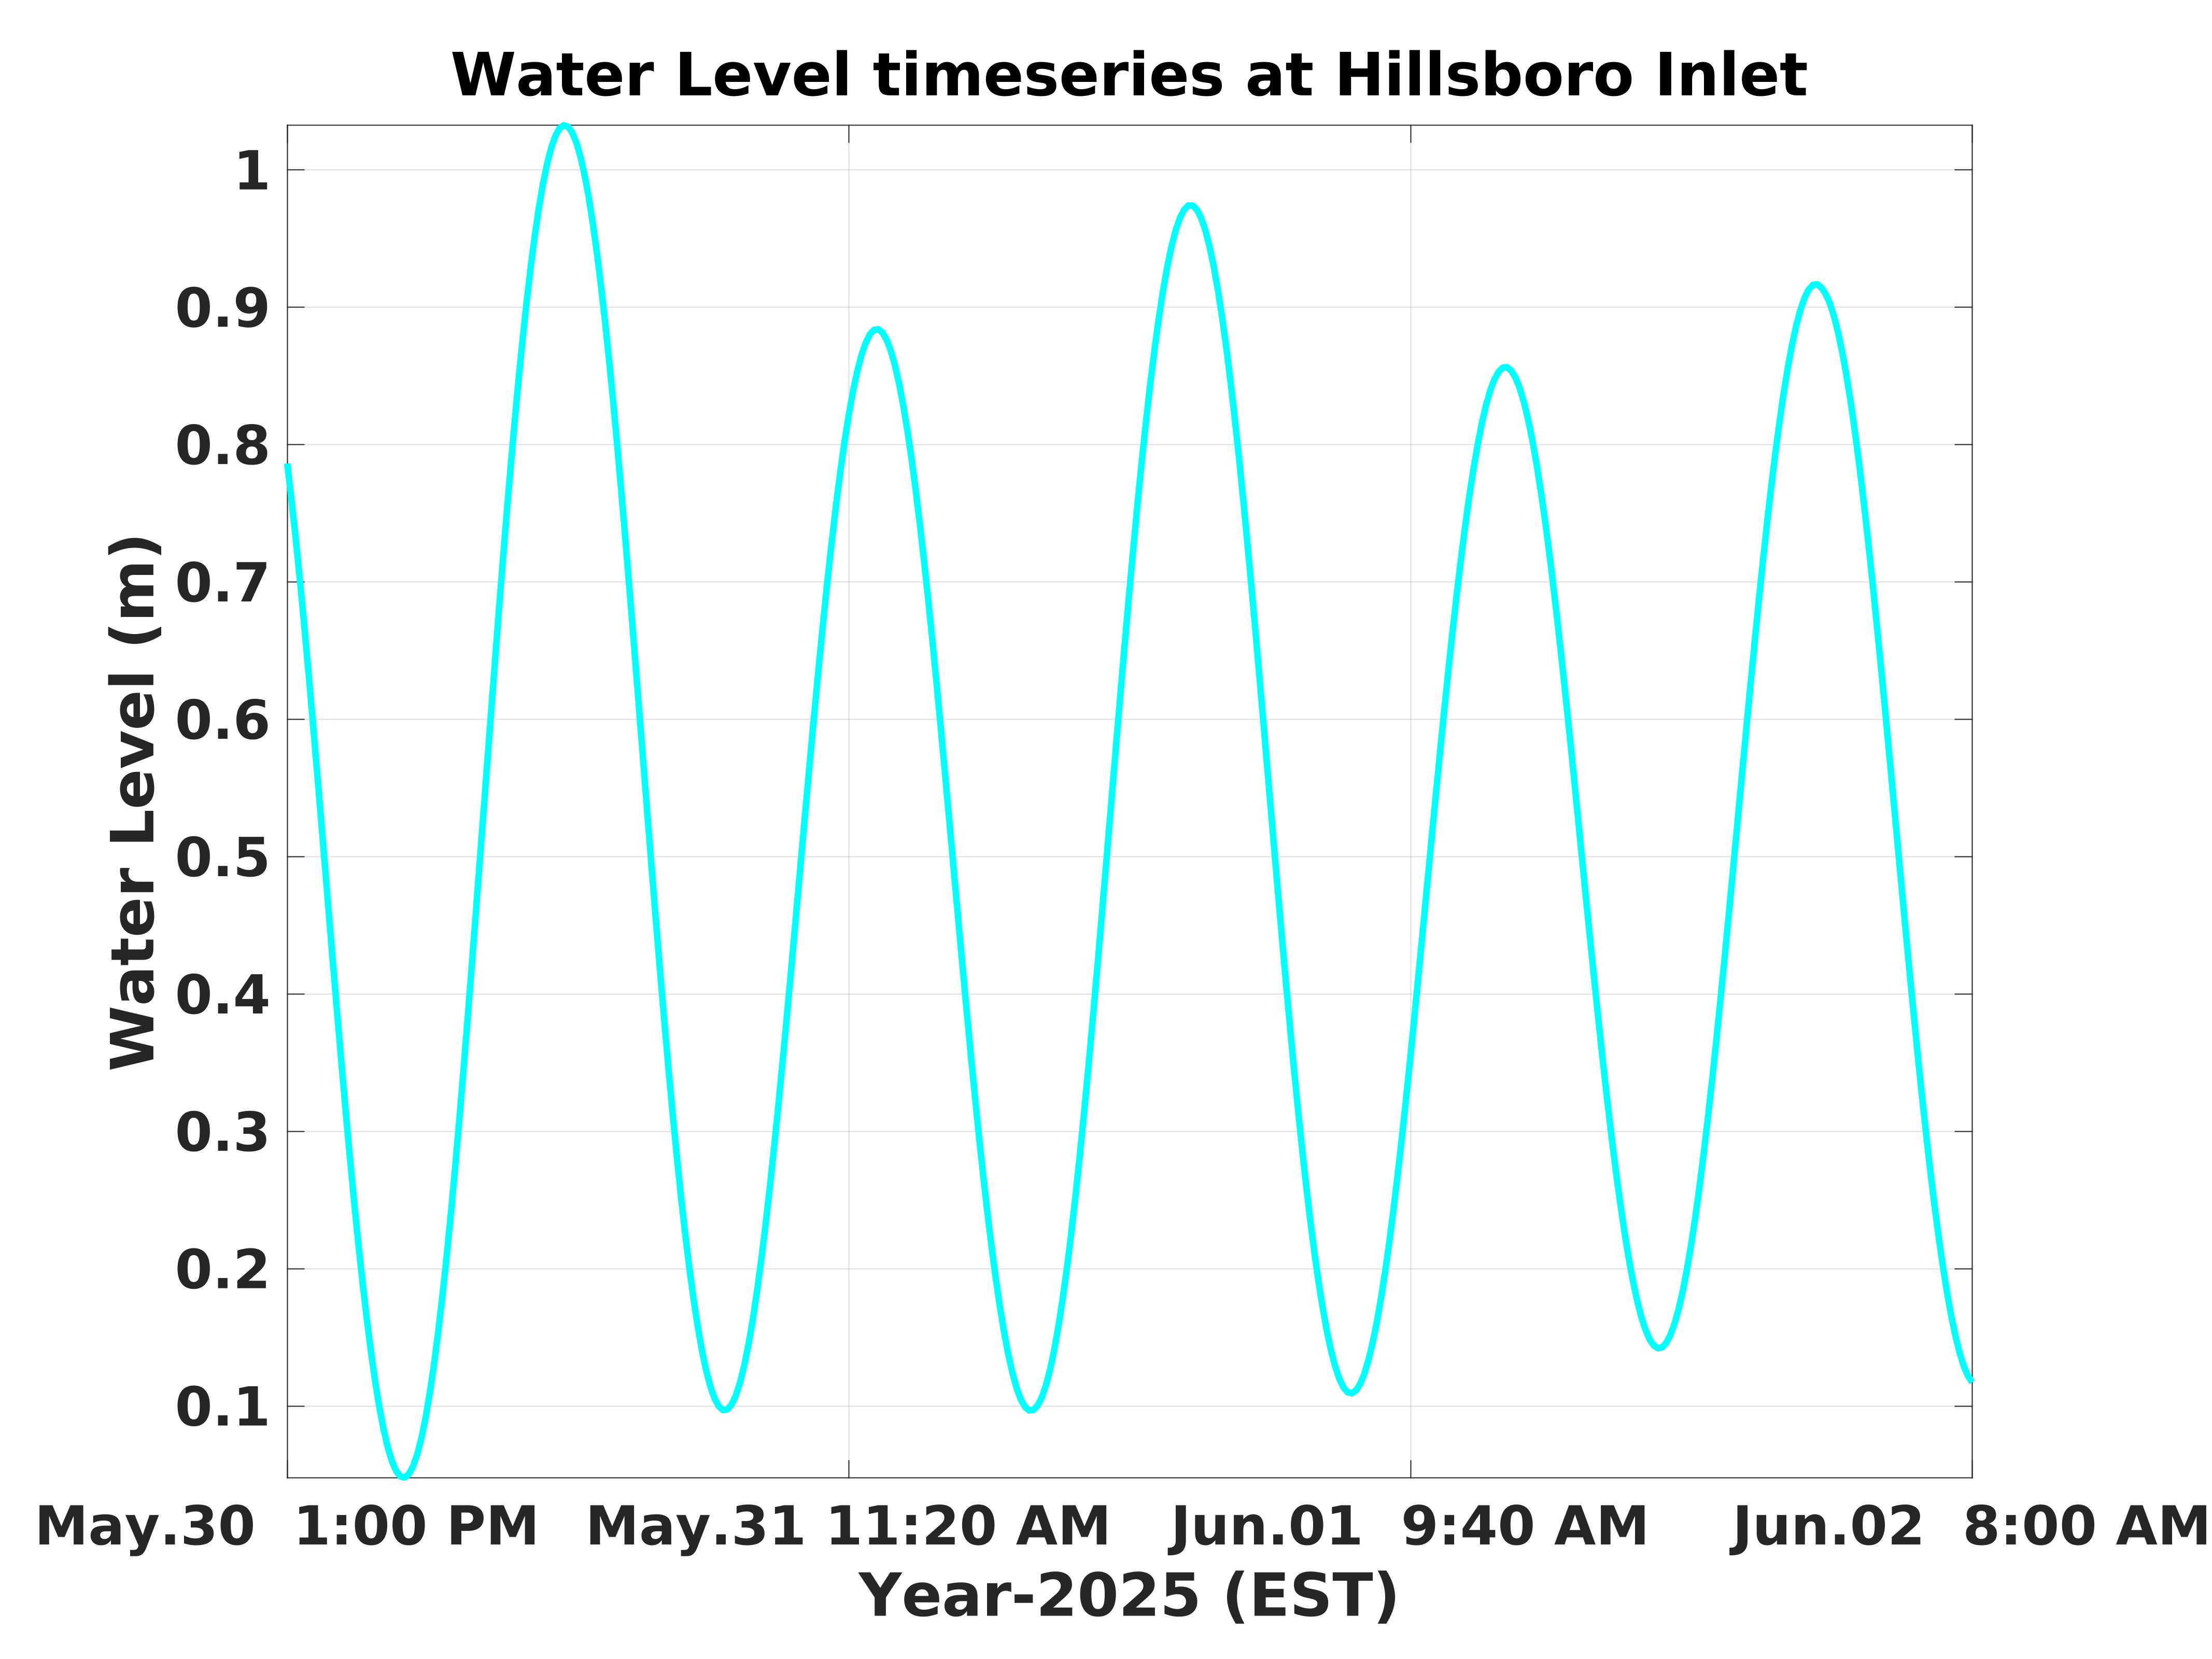 Water Level timeseries at Hillsboro Inlet
Water Level (m)
1
0.9
0.8
0.7
0.6
0.5
0.4
0.3
0.2
0.1
May.30 1:00 PM May.31 11:20 AM Jun.01 9:40 AM Jun.02 8:00 AM
Year-2025 (EST)